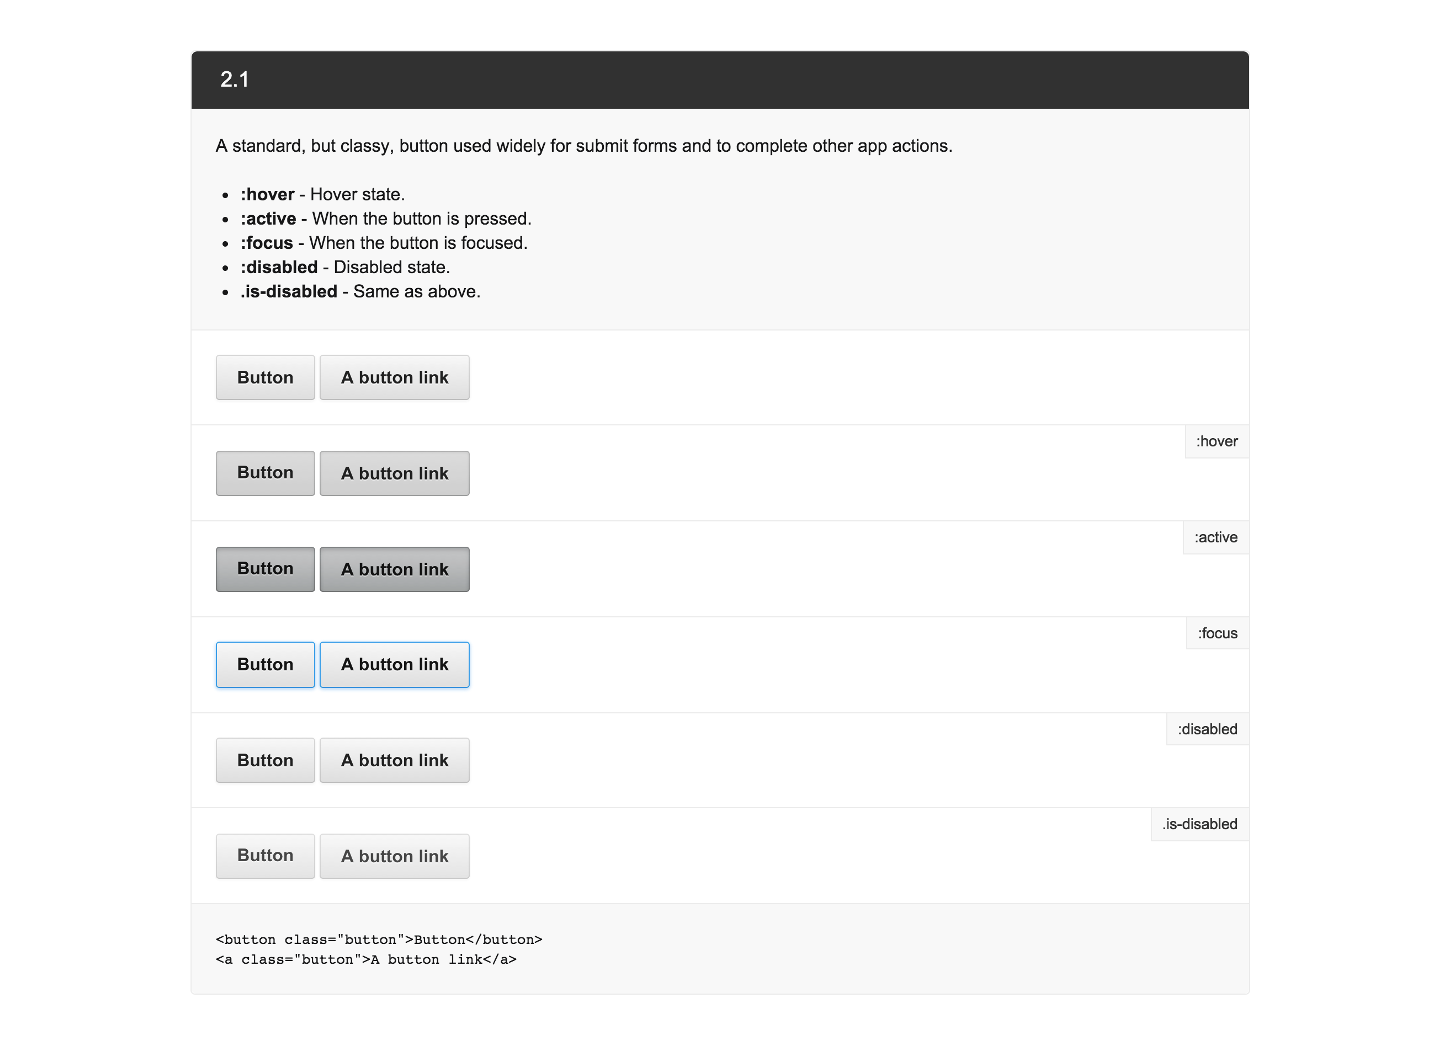 2.1
A standard, but classy, button used widely for submit forms and to complete other app actions.
• :hover - Hover state.
• :active - When the button is pressed.
• :focus - When the button is focused.
• :disabled - Disabled state.
• .is-disabled - Same as above.
Button A button link
:hover
Button A button link
:active
Button A button link
:focus
Button A button link
:disabled
Button A button link
.is-disabled
Button A button link
<button class="button">Button</button>
<a class="button">A button link</a>